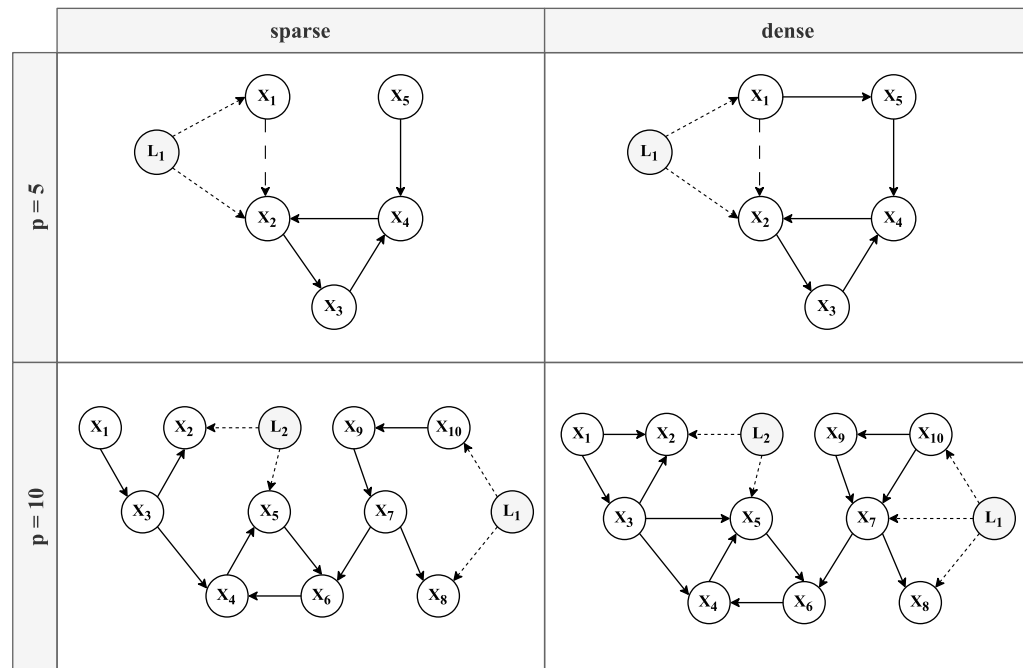 sparse dense
p = 5
X1 X5
L1
X2 X4
X3
X1 X5
L1
X2 X4
X3
p = 10
X1 X2 L2 X9 X10
X3 X5 X7 L1
X4 X6 X8
X1 X2 L2 X9 X10
X3 X5 X7 L1
X4 X6 X8